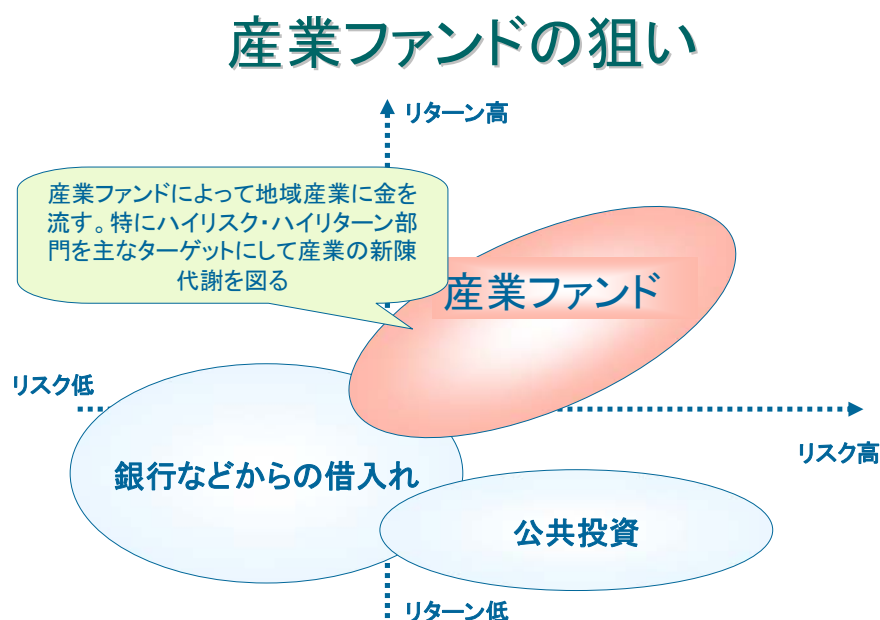 産業ファンドの狙い
リターン高
産業ファンドによって地域産業に金を
流す。特にハイリスク・ハイリターン部
門を主なターゲットにして産業の新陳
代謝を図る
産業ファンド
リスク低
リスク高
銀行などからの借入れ
公共投資
リターン低